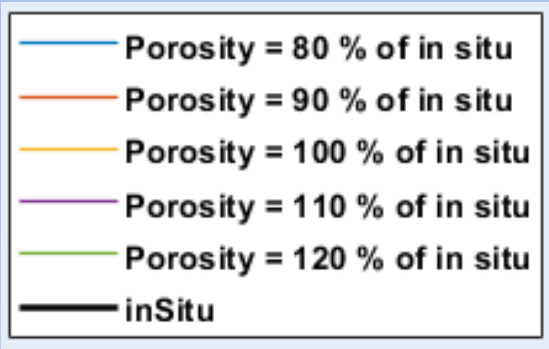 Porosity = 80 % of in situ
Porosity = 90 % of in situ
Porosity = 100 % of in situ
Porosity = 110 % of in situ
Porosity = 120 % of in situ
inSitu